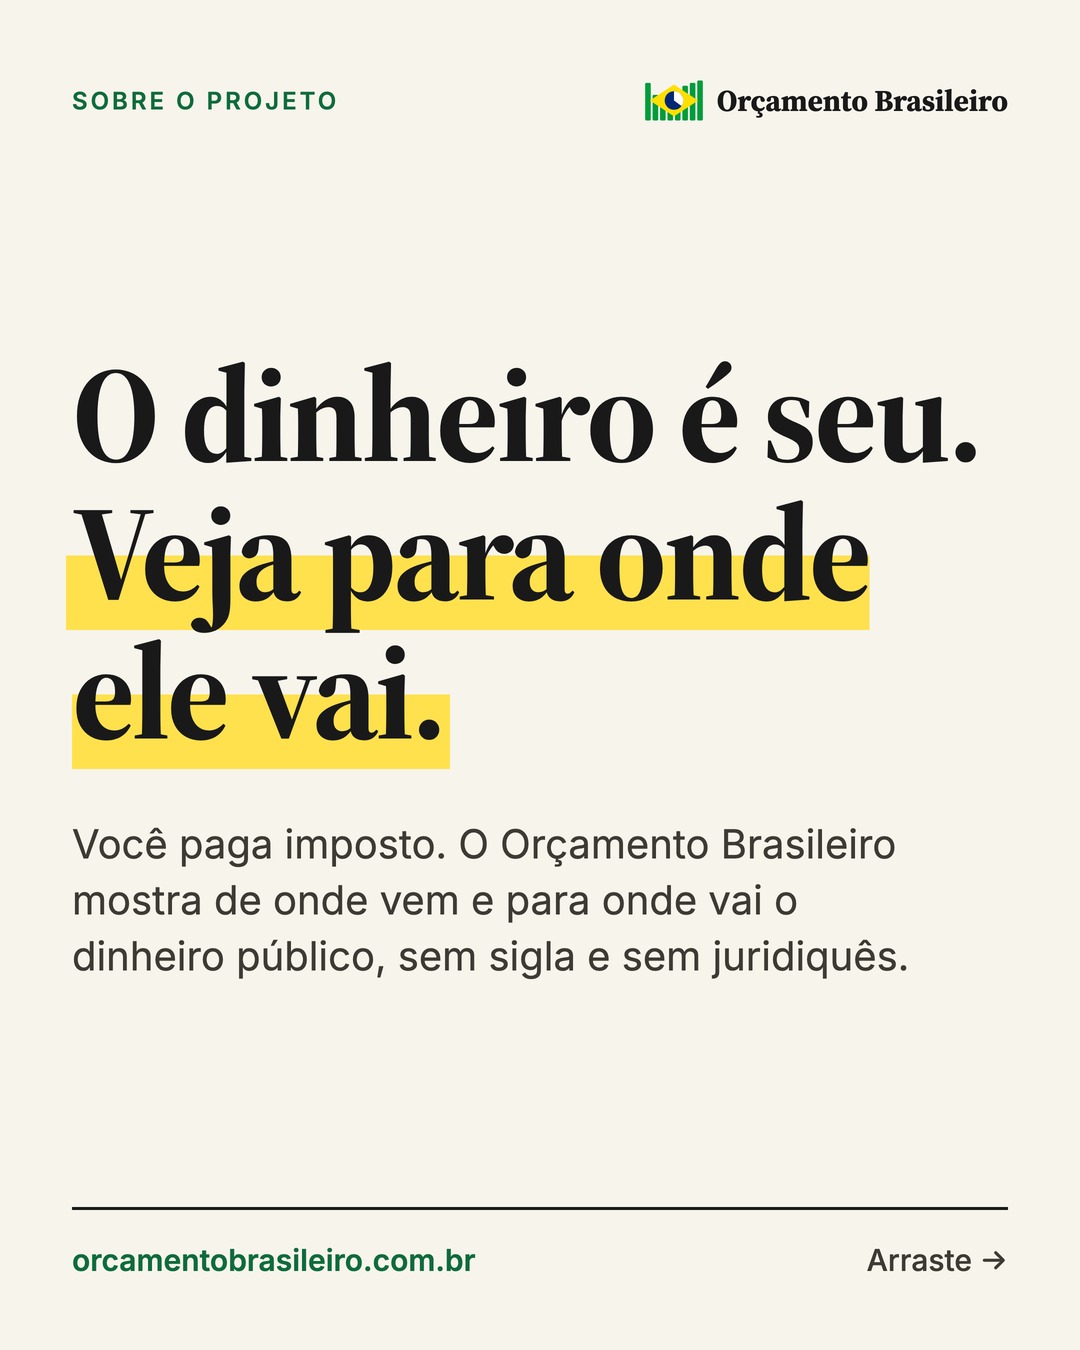 SOBRE O PROJETO
Orçamento Brasileiro
O dinheiro é seu.
Veja para onde
ele vai.
Você paga imposto. O Orçamento Brasileiro
mostra de onde vem e para onde vai o
dinheiro público, sem sigla e sem juridiquês.
orcamentobrasileiro.com.br
Arraste →